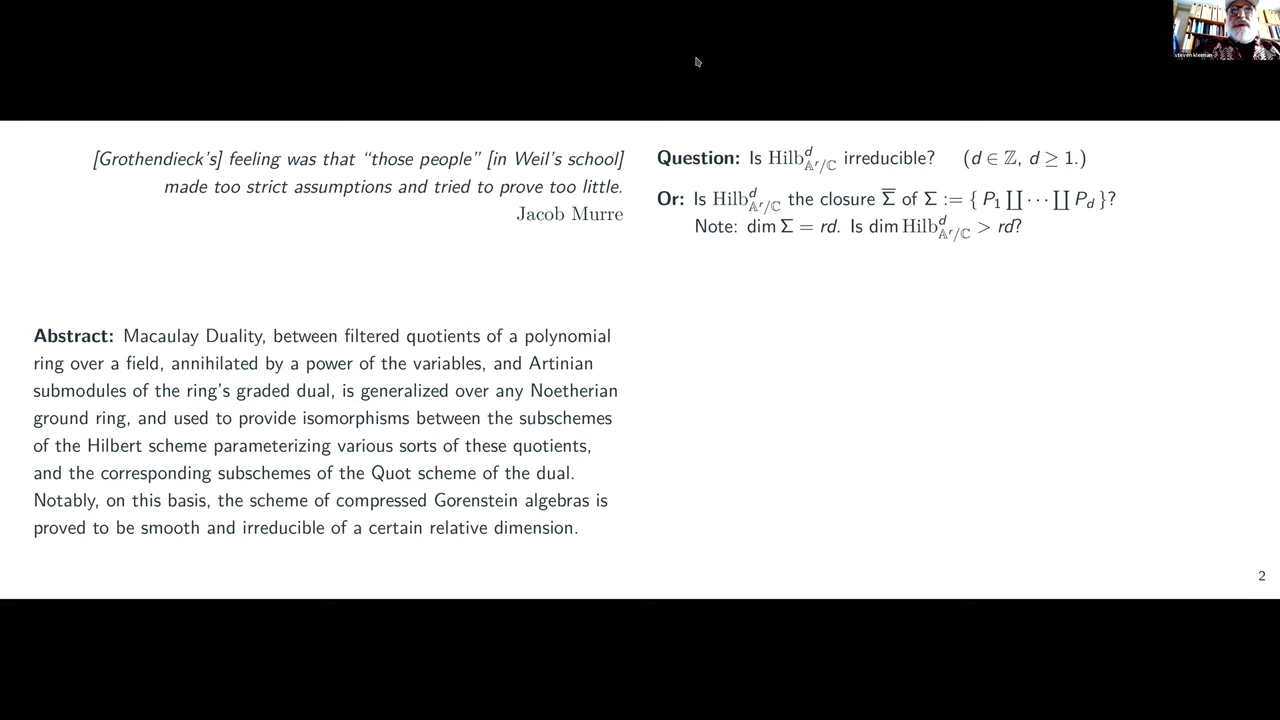 steven kleiman
[Grothendieck's] feeling was that “those people” [in Weil's school]
made too strict assumptions and tried to prove too little.
Jacob Murre
Abstract: Macaulay Duality, between filtered quotients of a polynomial
ring over a field, annihilated by a power of the variables, and Artinian
submodules of the ring's graded dual, is generalized over any Noetherian
ground ring, and used to provide isomorphisms between the subschemes
of the Hilbert scheme parameterizing various sorts of these quotients,
and the corresponding subschemes of the Quot scheme of the dual.
Notably, on this basis, the scheme of compressed Gorenstein algebras is
proved to be smooth and irreducible of a certain relative dimension.
Question: Is Hilb^d_{𝔸^r/ℂ} irreducible? (d ∈ ℤ, d ≥ 1.)
Or: Is Hilb^d_{𝔸^r/ℂ} the closure Σ̅ of Σ := { P_1 ∐ ⋯ ∐ P_d }?
Note: dim Σ = rd. Is dim Hilb^d_{𝔸^r/ℂ} > rd?
2